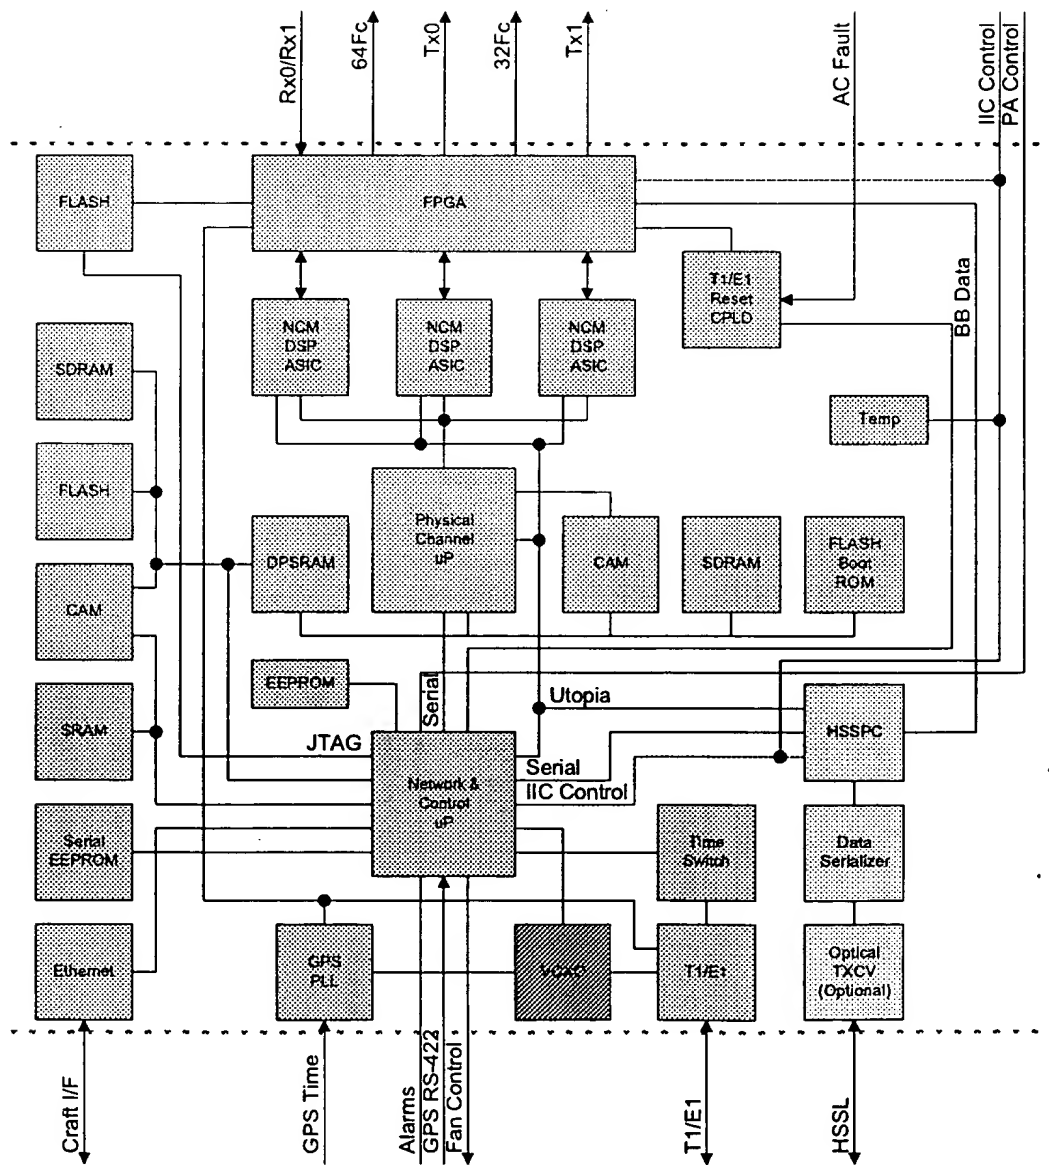 Rx0/Rx1
64Fc
Tx0
32Fc
Tx1
AC Fault
IIC Control
PA Control
FLASH
FPGA
T1/E1
Reset
CPLD
BB Data
NCM
DSP
ASIC
NCM
DSP
ASIC
NCM
DSP
ASIC
SDRAM
Temp
FLASH
Physical
Channel
uP
DPSRAM
CAM
SDRAM
FLASH
Boot
ROM
CAM
EEPROM
Serial
Utopia
SRAM
JTAG
HSSPC
Network &
Control
uP
Serial
IIC Control
Serial
EEPROM
Time
Switch
Data
Serializer
Ethernet
GPS
PLL
VCXO
T1/E1
Optical
TXCV
(Optional)
Craft I/F
GPS Time
Alarms
GPS RS-422
Fan Control
T1/E1
HSSL